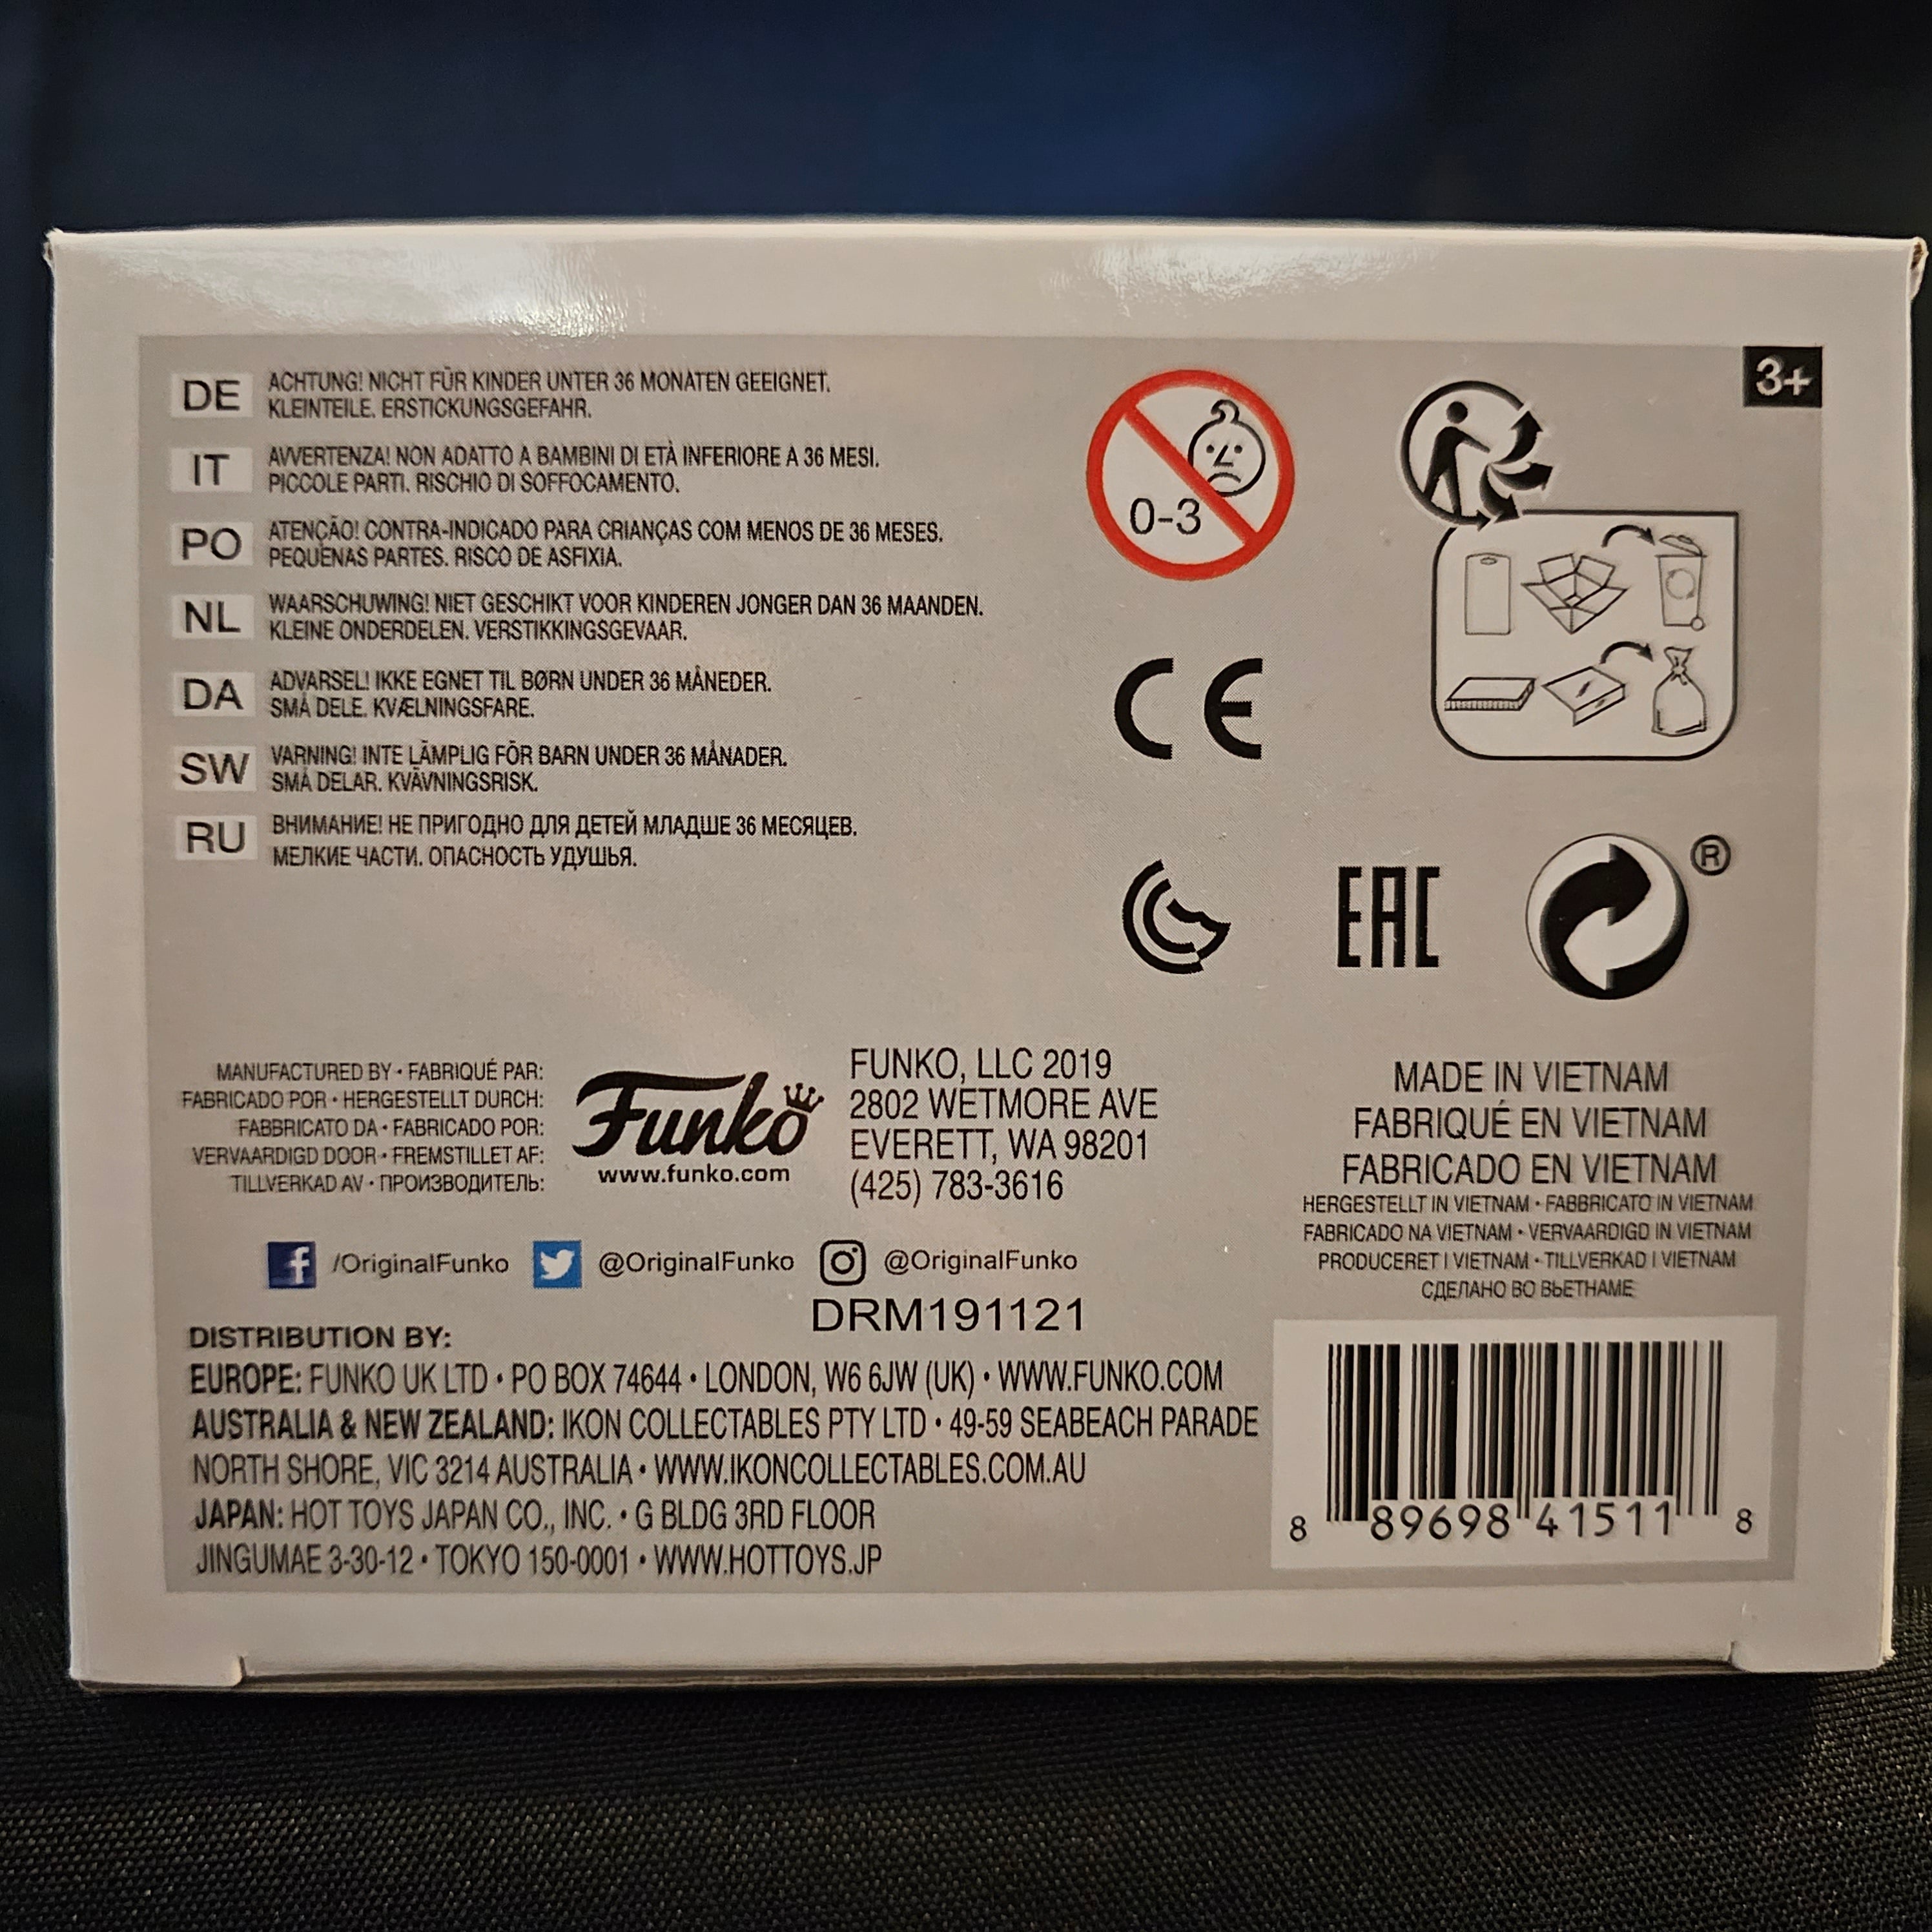 DE ACHTUNG! NICHT FÜR KINDER UNTER 36 MONATEN GEEIGNET.
KLEINTEILE. ERSTICKUNGSGEFAHR.
IT AVVERTENZA! NON ADATTO A BAMBINI DI ETÀ INFERIORE A 36 MESI.
PICCOLE PARTI. RISCHIO DI SOFFOCAMENTO.
PO ATENÇÃO! CONTRA-INDICADO PARA CRIANÇAS COM MENOS DE 36 MESES.
PEQUENAS PARTES. RISCO DE ASFIXIA.
NL WAARSCHUWING! NIET GESCHIKT VOOR KINDEREN JONGER DAN 36 MAANDEN.
KLEINE ONDERDELEN. VERSTIKKINGSGEVAAR.
DA ADVARSEL! IKKE EGNET TIL BØRN UNDER 36 MÅNEDER.
SMÅ DELE. KVÆLNINGSFARE.
SW VARNING! INTE LÄMPLIG FÖR BARN UNDER 36 MÅNADER.
SMÅ DELAR. KVÄVNINGSRISK.
RU ВНИМАНИЕ! НЕ ПРИГОДНО ДЛЯ ДЕТЕЙ МЛАДШЕ 36 МЕСЯЦЕВ.
МЕЛКИЕ ЧАСТИ. ОПАСНОСТЬ УДУШЬЯ.
0-3
3+
CE
EAC
®
MANUFACTURED BY • FABRIQUÉ PAR:
FABRICADO POR • HERGESTELLT DURCH:
FABBRICATO DA • FABRICADO POR:
VERVAARDIGD DOOR • FREMSTILLET AF:
TILLVERKAD AV • ПРОИЗВОДИТЕЛЬ:
Funko
www.funko.com
FUNKO, LLC 2019
2802 WETMORE AVE
EVERETT, WA 98201
(425) 783-3616
MADE IN VIETNAM
FABRIQUÉ EN VIETNAM
FABRICADO EN VIETNAM
HERGESTELLT IN VIETNAM • FABBRICATO IN VIETNAM
FABRICADO NA VIETNAM • VERVAARDIGD IN VIETNAM
PRODUCERET I VIETNAM • TILLVERKAD I VIETNAM
СДЕЛАНО ВО ВЬЕТНАМЕ
/OriginalFunko @OriginalFunko @OriginalFunko
DRM191121
DISTRIBUTION BY:
EUROPE: FUNKO UK LTD • PO BOX 74644 • LONDON, W6 6JW (UK) • WWW.FUNKO.COM
AUSTRALIA & NEW ZEALAND: IKON COLLECTABLES PTY LTD • 49-59 SEABEACH PARADE
NORTH SHORE, VIC 3214 AUSTRALIA • WWW.IKONCOLLECTABLES.COM.AU
JAPAN: HOT TOYS JAPAN CO., INC. • G BLDG 3RD FLOOR
JINGUMAE 3-30-12 • TOKYO 150-0001 • WWW.HOTTOYS.JP
8 89698 41511 8